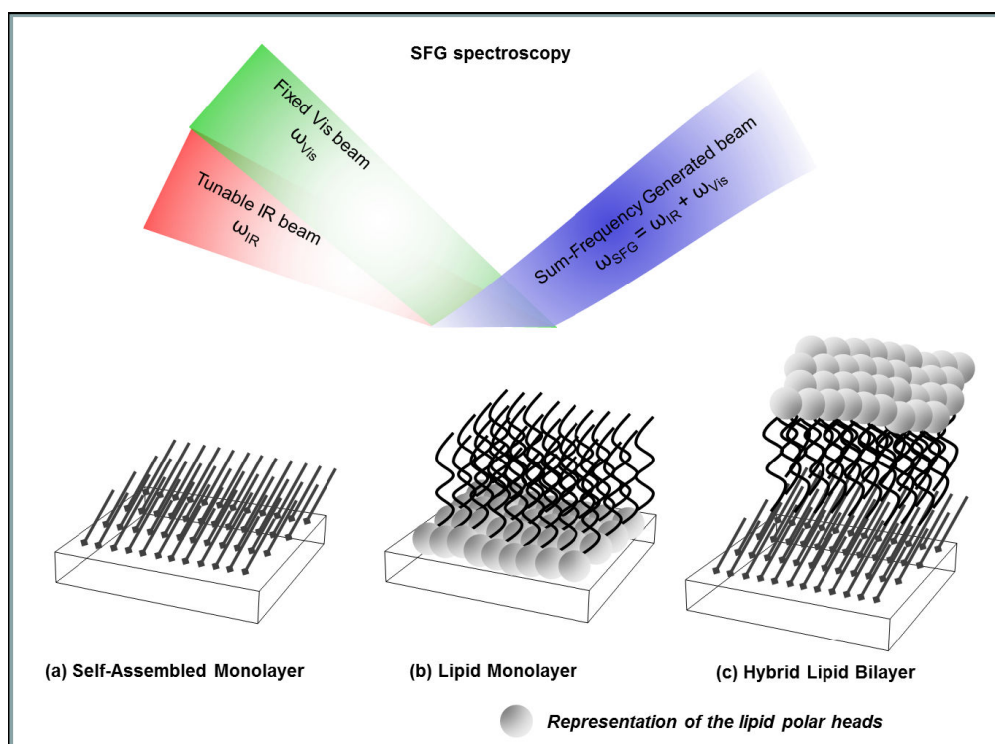 SFG spectroscopy
Fixed Vis beam
ωVis
Tunable IR beam
ωIR
Sum-Frequency Generated beam
ωSFG = ωIR + ωVis
(a) Self-Assembled Monolayer
(b) Lipid Monolayer
(c) Hybrid Lipid Bilayer
Representation of the lipid polar heads